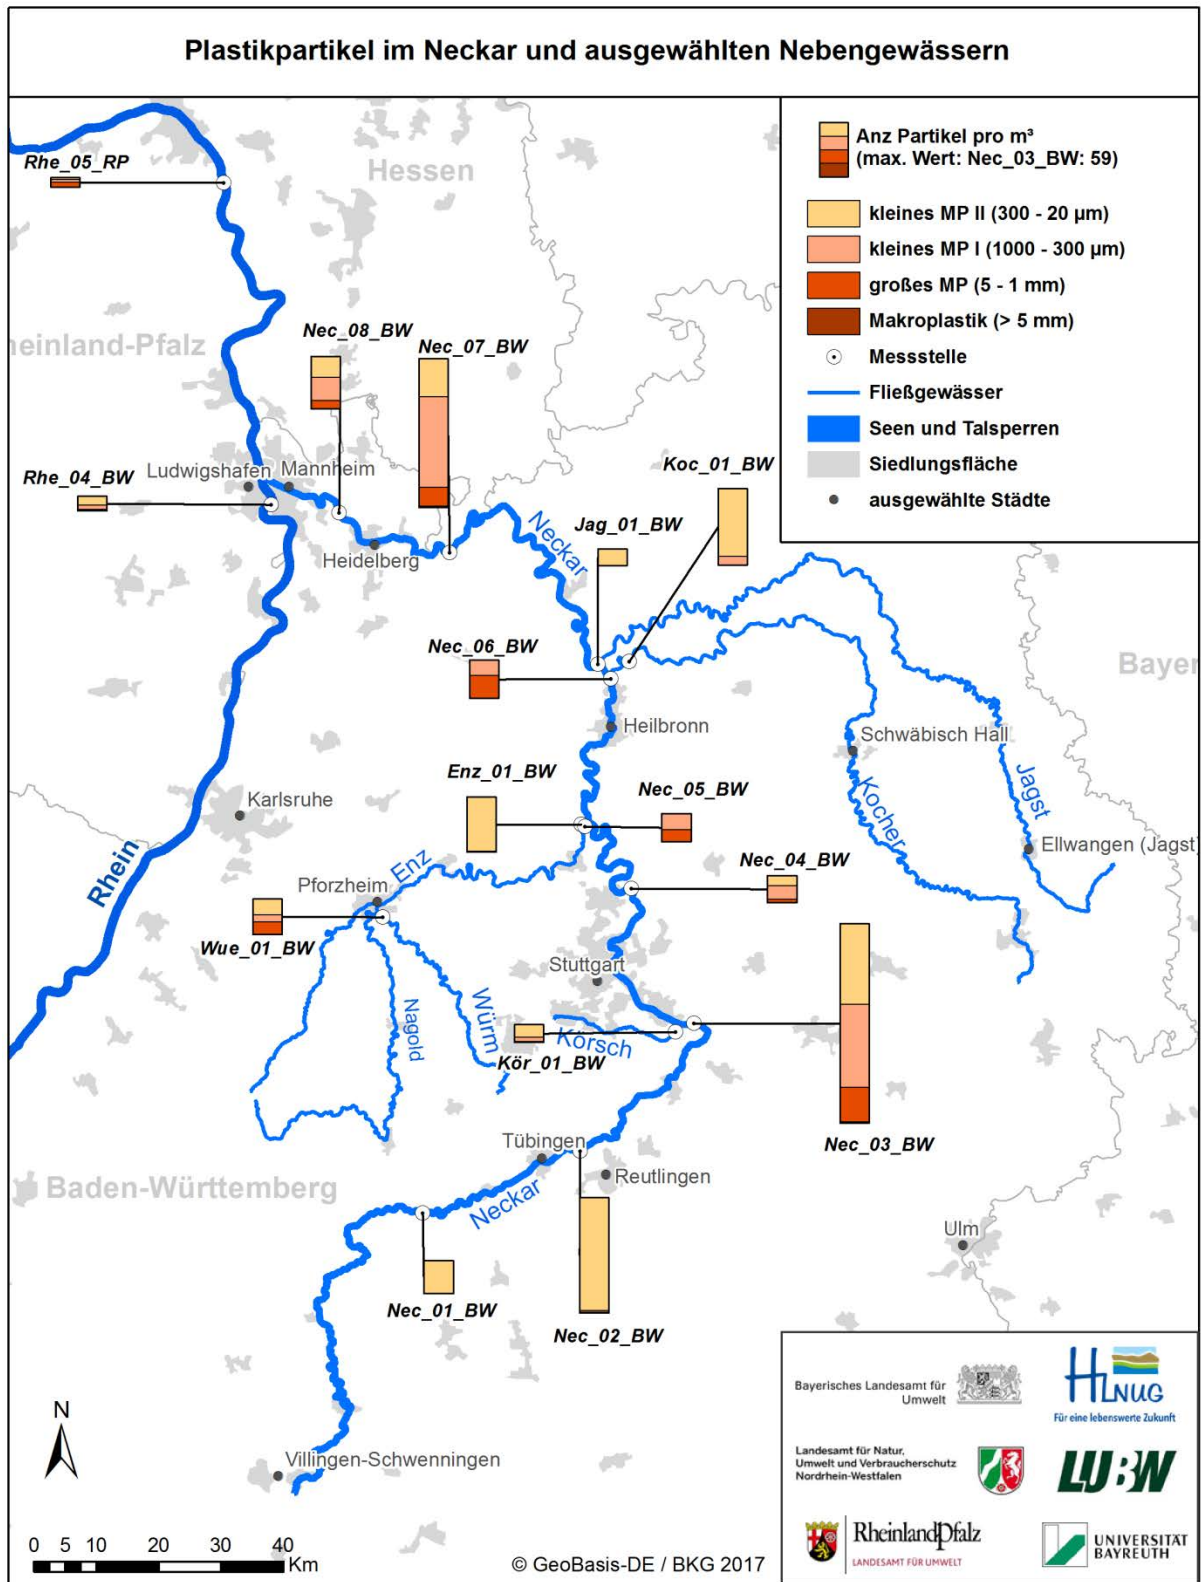 Plastikpartikel im Neckar und ausgewählten Nebengewässern
Anz Partikel pro m³
(max. Wert: Nec_03_BW: 59)
kleines MP II (300 - 20 µm)
kleines MP I (1000 - 300 µm)
großes MP (5 - 1 mm)
Makroplastik (> 5 mm)
Messstelle
Fließgewässer
Seen und Talsperren
Siedlungsfläche
ausgewählte Städte
Rhe_05_RP
Hessen
heinland-Pfalz
Nec_08_BW
Nec_07_BW
Rhe_04_BW
Ludwigshafen
Mannheim
Heidelberg
Neckar
Koc_01_BW
Jag_01_BW
Nec_06_BW
Bayer
Heilbronn
Schwäbisch Hall
Jagst
Kocher
Enz_01_BW
Nec_05_BW
Karlsruhe
Ellwangen (Jagst)
Rhein
Enz
Pforzheim
Nec_04_BW
Wue_01_BW
Stuttgart
Nagold
Würm
Körsch
Kör_01_BW
Nec_03_BW
Tübingen
Reutlingen
Baden-Württemberg
Neckar
Ulm
Nec_01_BW
Nec_02_BW
N
Villingen-Schwenningen
0 5 10 20 30 40
Km
© GeoBasis-DE / BKG 2017
Bayerisches Landesamt für
Umwelt
HLNUG
Für eine lebenswerte Zukunft
Landesamt für Natur,
Umwelt und Verbraucherschutz
Nordrhein-Westfalen
LUBW
RheinlandPfalz
LANDESAMT FÜR UMWELT
UNIVERSITÄT
BAYREUTH